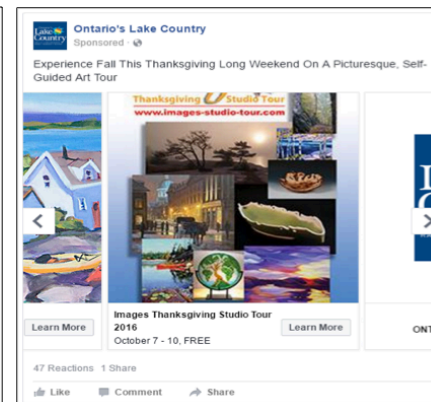 Lake Country
Ontario's Lake Country
Sponsored ·
Experience Fall This Thanksgiving Long Weekend On A Picturesque, Self-
Guided Art Tour
Thanksgiving Studio Tour
www.images-studio-tour.com
Learn More
Images Thanksgiving Studio Tour
2016
October 7 - 10, FREE
Learn More
ONT
47 Reactions 1 Share
Like Comment Share